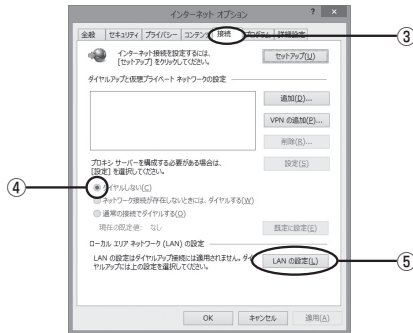 インターネット オプション
? ×
全般 セキュリティ プライバシー コンテンツ 接続 プログラム 詳細設定
③
インターネット接続を設定するには、
[セットアップ] をクリックしてください。
セットアップ(U)
ダイヤルアップと仮想プライベート ネットワークの設定
追加(D)...
VPN の追加(P)...
削除(R)...
プロキシ サーバーを構成する必要がある場合は、
[設定] を選択してください。
設定(S)
④
ダイヤルしない(C)
ネットワーク接続が存在しないときには、ダイヤルする(W)
通常の接続でダイヤルする(O)
現在の既定値: なし
既定に設定(E)
ローカル エリア ネットワーク (LAN) の設定
LAN の設定はダイヤルアップ接続には適用されません。ダイ
ヤルアップには上の設定を選択してください。
LAN の設定(L)
⑤
OK キャンセル 適用(A)